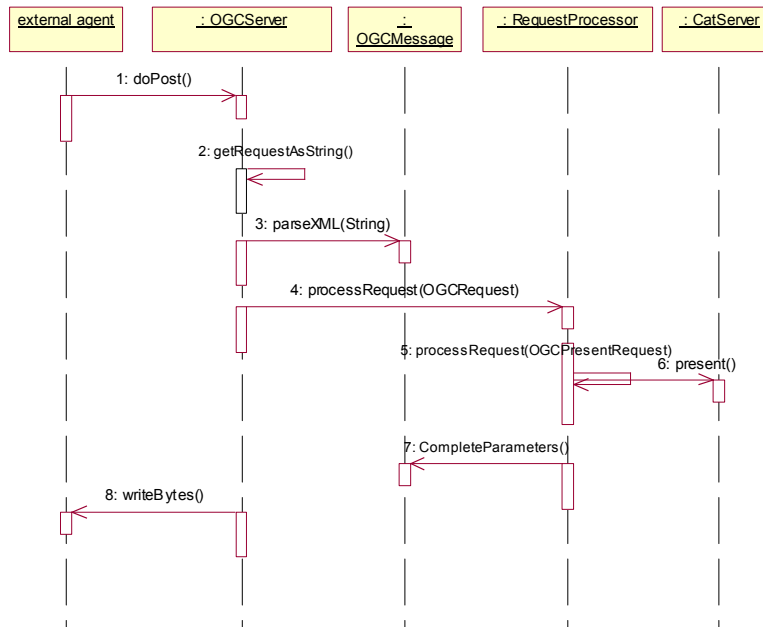 external agent
: OGCServer
:
OGCMessage
: RequestProcessor
: CatServer
1: doPost()
2: getRequestAsString()
3: parseXML(String)
4: processRequest(OGCRequest)
5: processRequest(OGCPresentRequest)
6: present()
7: CompleteParameters()
8: writeBytes()